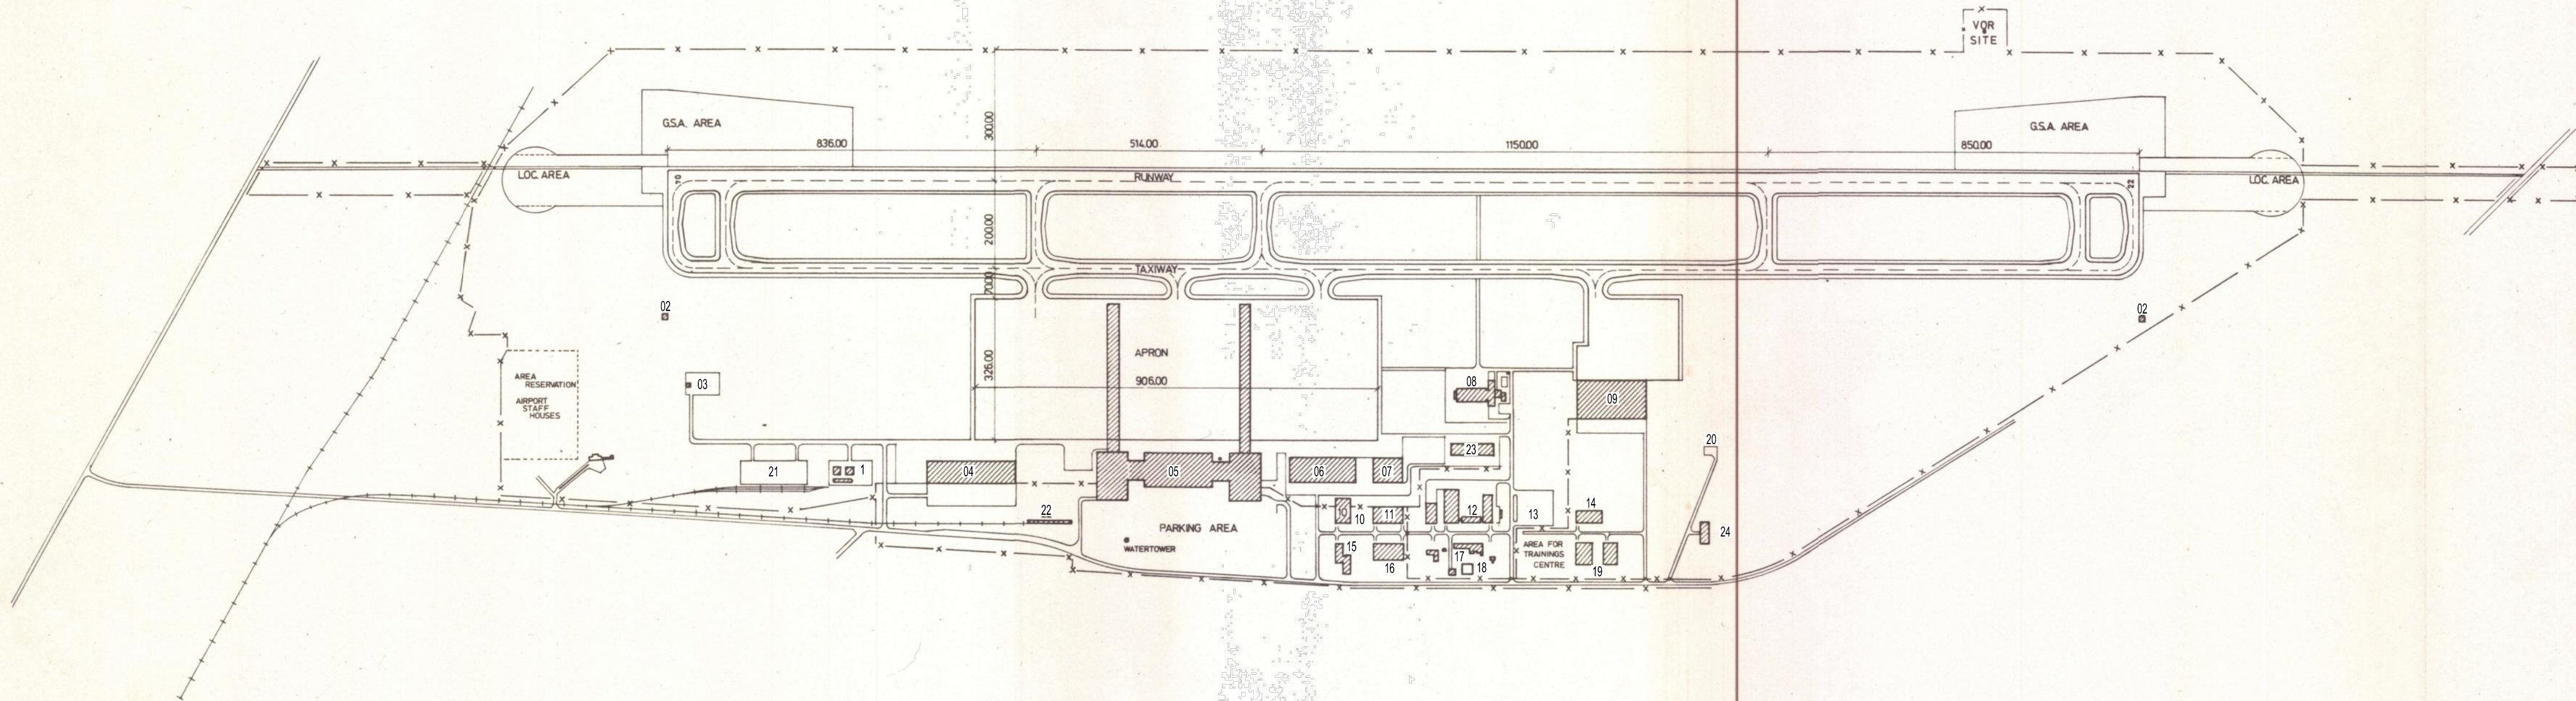 VOR
SITE
G.S.A. AREA
G.S.A. AREA
300.00
836.00
514.00
1150.00
850.00
LOC. AREA
RUNWAY
LOC. AREA
04
22
200.00
TAXIWAY
70.00
02
02
APRON
326.00
906.00
AREA
RESERVATION
AIRPORT
STAFF
HOUSES
03
08
09
21
1
04
05
06
07
23
20
22
PARKING AREA
WATERTOWER
10
10
11
12
13
14
24
15
16
17
18
AREA FOR
TRAININGS
CENTRE
19